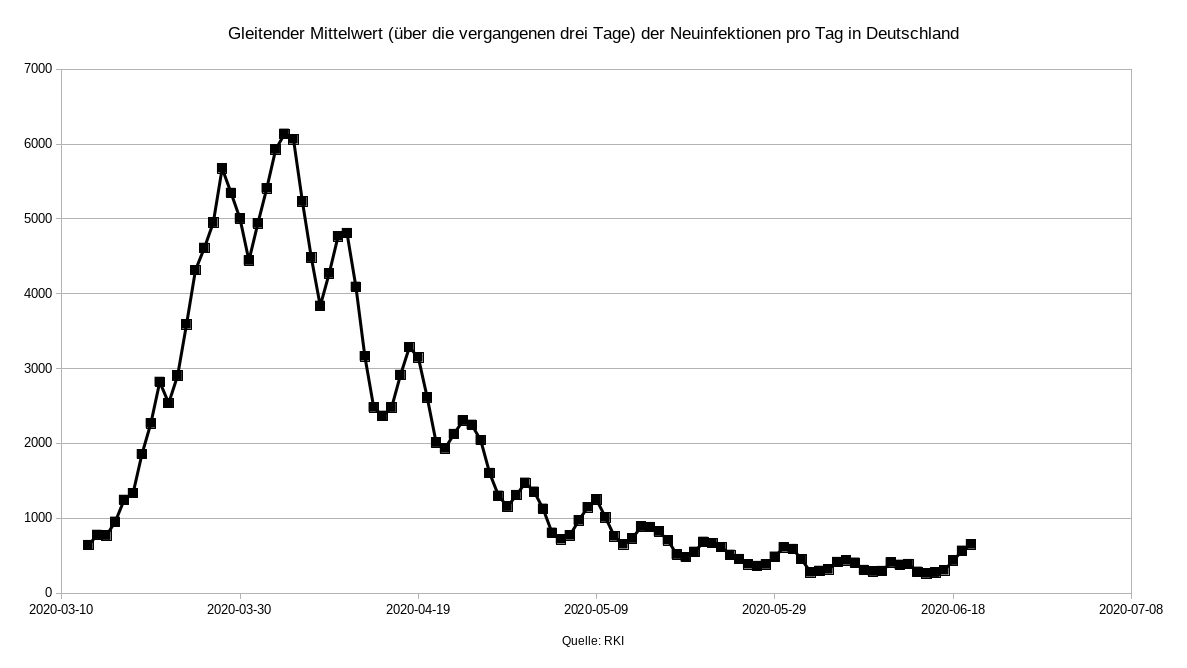 Gleitender Mittelwert (über die vergangenen drei Tage) der Neuinfektionen pro Tag in Deutschland
7000
6000
5000
4000
3000
2000
1000
0
2020-03-10 2020-03-30 2020-04-19 2020-05-09 2020-05-29 2020-06-18 2020-07-08
Quelle: RKI